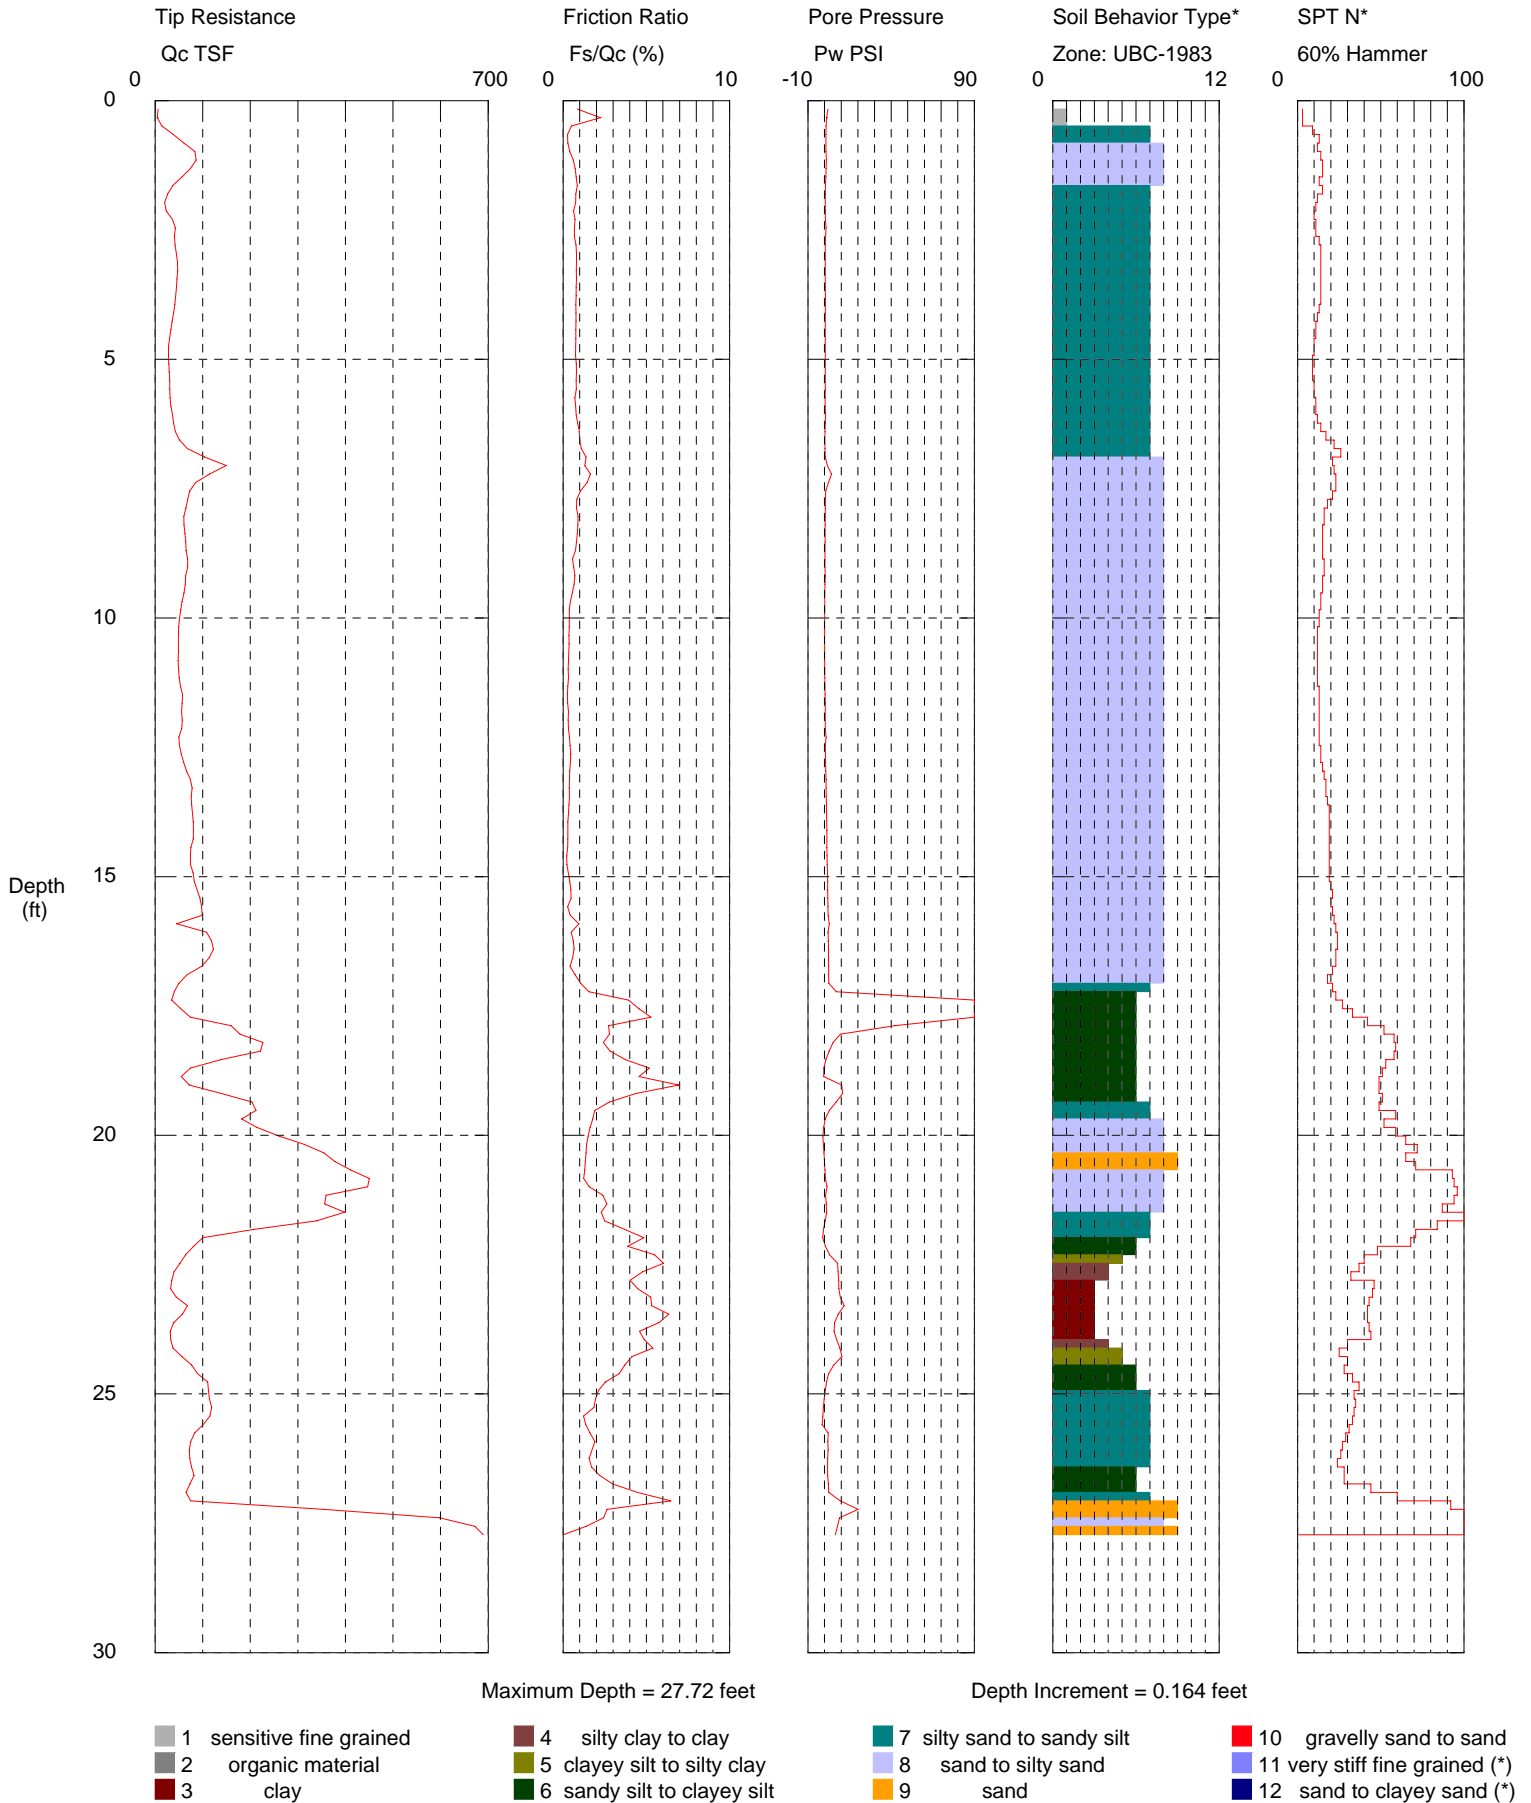 Tip Resistance Friction Ratio Pore Pressure Soil Behavior Type* SPT N*
Qc TSF Fs/Qc (%) Pw PSI Zone: UBC-1983 60% Hammer
0 700 0 10 -10 90 0 12 0 100
0
5
10
15
Depth
(ft)
20
25
30
Maximum Depth = 27.72 feet Depth Increment = 0.164 feet
1 sensitive fine grained 4 silty clay to clay 7 silty sand to sandy silt 10 gravelly sand to sand
2 organic material 5 clayey silt to silty clay 8 sand to silty sand 11 very stiff fine grained (*)
3 clay 6 sandy silt to clayey silt 9 sand 12 sand to clayey sand (*)